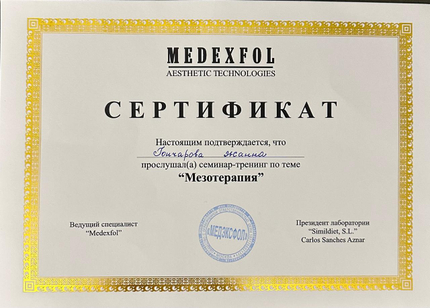 MEDEXFOL
AESTHETIC TECHNOLOGIES
СЕРТИФИКАТ
Настоящим подтверждается, что
Гончарова Жанна
прослушал(а) семинар-тренинг по теме
“Мезотерапия”
Ведущий специалист
“Medexfol”
«МЕДЭКСФОЛ»
Президент лаборатории
“Simildiet, S.L.”
Carlos Sanches Aznar